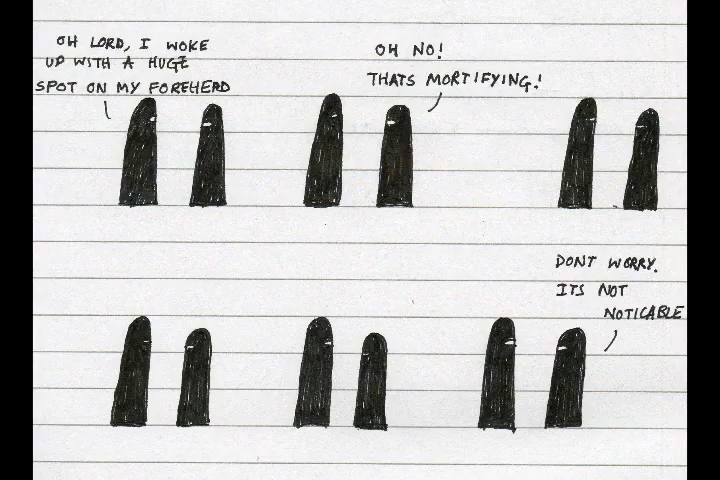 OH LORD, I WOKE
UP WITH A HUGE
SPOT ON MY FOREHERD
OH NO!
THATS MORTIFYING!
DONT WORRY.
ITS NOT
NOTICABLE